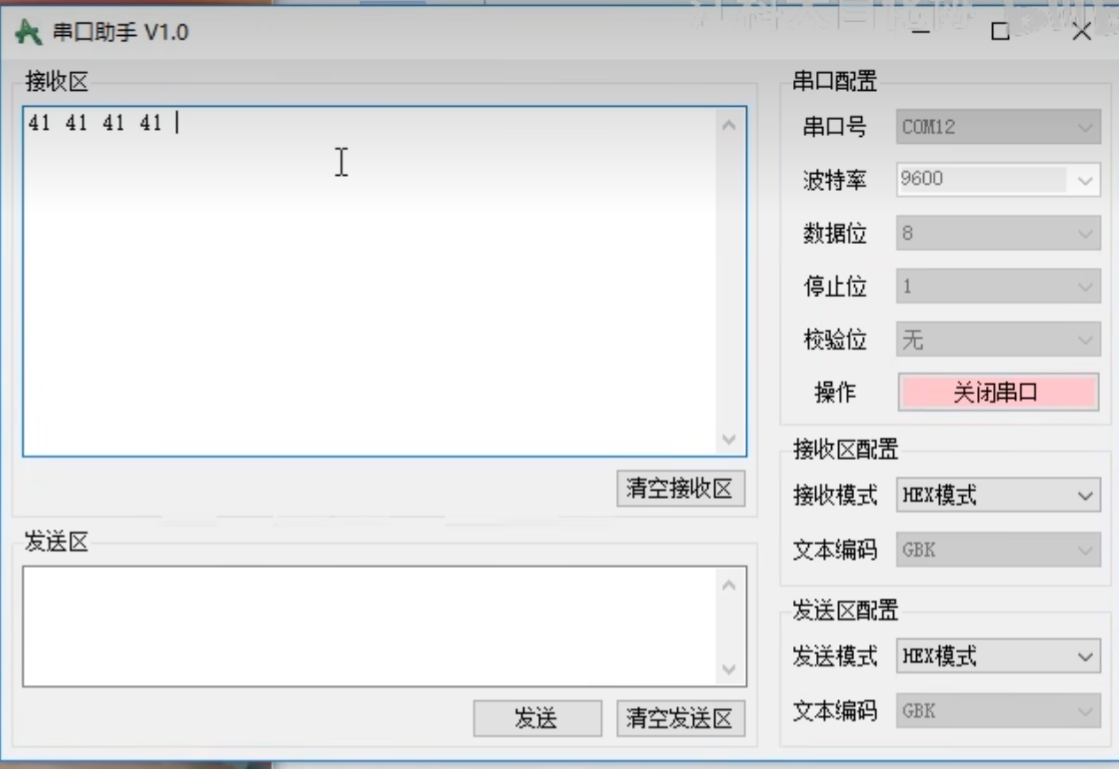 串口助手 V1.0
接收区
41 41 41 41
清空接收区
发送区
发送
清空发送区
串口配置
串口号 COM12
波特率 9600
数据位 8
停止位 1
校验位 无
操作 关闭串口
接收区配置
接收模式 HEX模式
文本编码 GBK
发送区配置
发送模式 HEX模式
文本编码 GBK